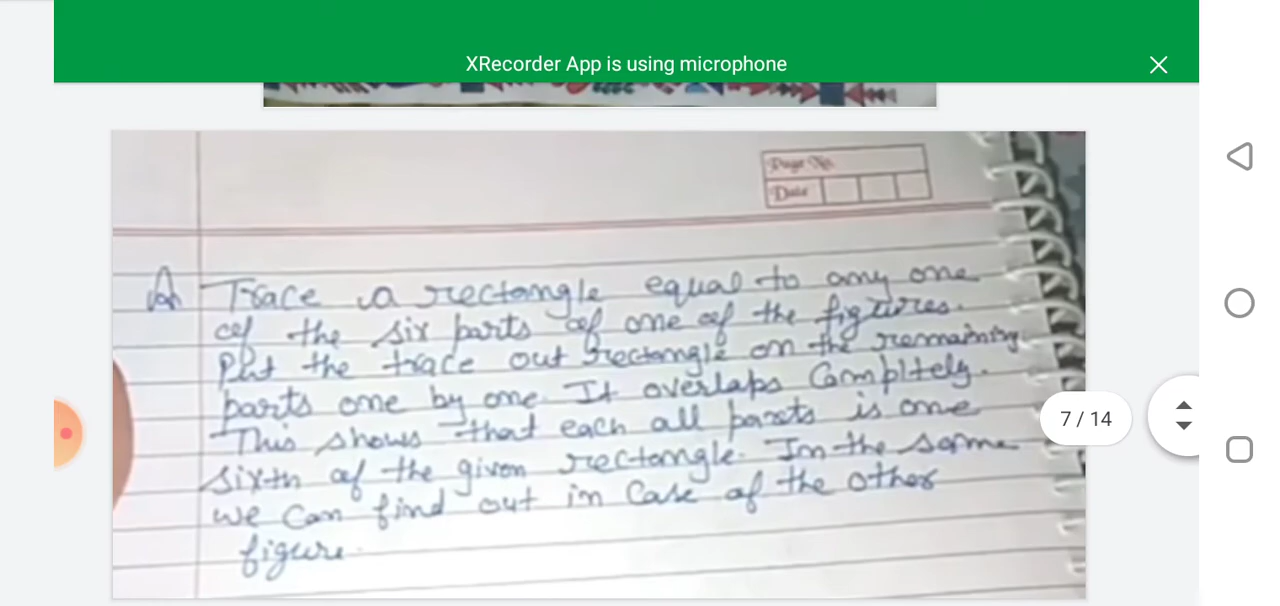 XRecorder App is using microphone
Page No.
Date
Trace a rectangle equal to any one
of the six parts of one of the figures.
Put the trace out rectangle on the remaining
parts one by one. It overlaps Completely.
7 / 14
This shows that each all parts is one
sixth of the given rectangle. In the same
we can find out in Case of the other
figure.